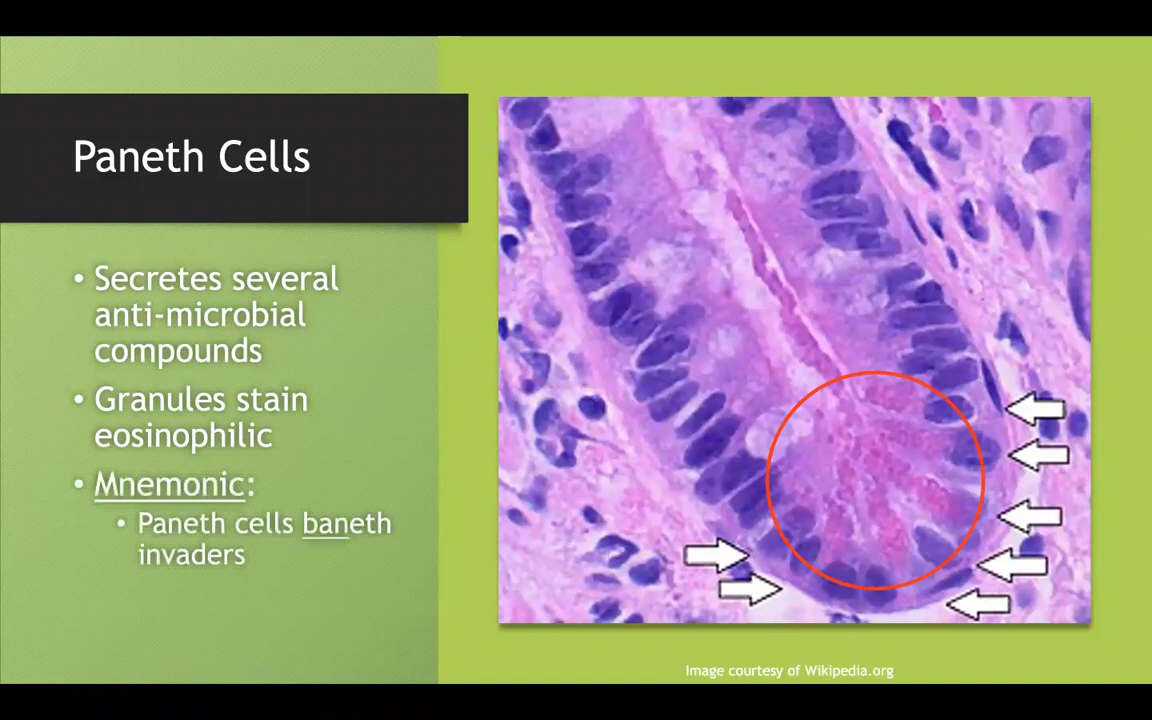 Paneth Cells
• Secretes several
anti-microbial
compounds
• Granules stain
eosinophilic
• Mnemonic:
• Paneth cells baneth
invaders
Image courtesy of Wikipedia.org